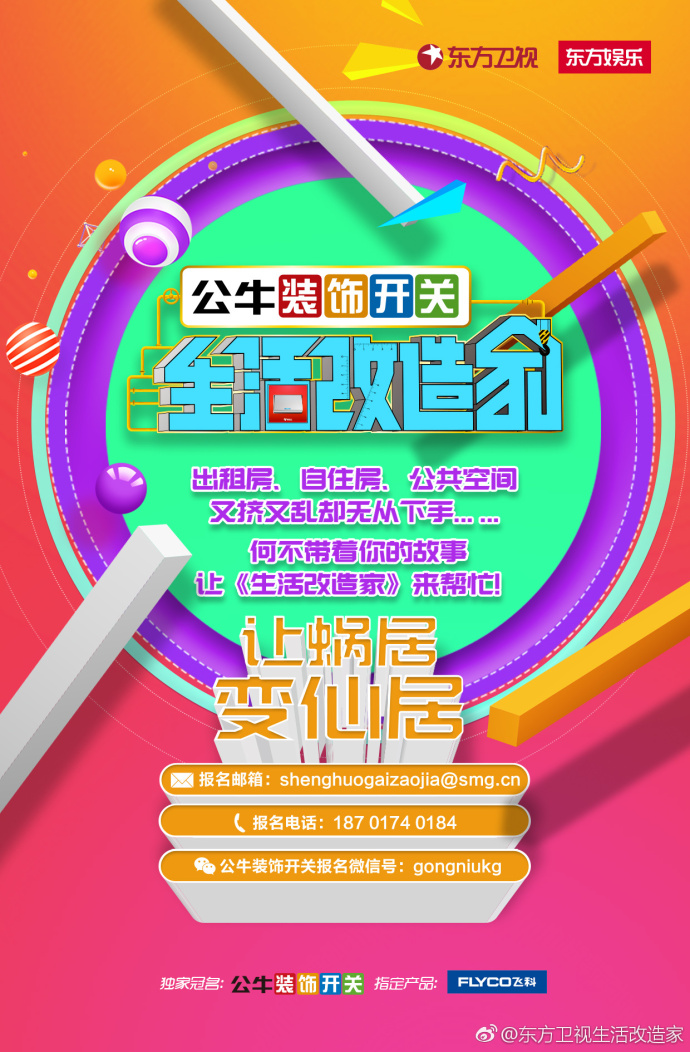 东方卫视 东方娱乐
公牛装饰开关
生活改造家
出租房、自住房、公共空间
又挤又乱却无从下手... ...
何不带着你的故事
让《生活改造家》来帮忙！
让蜗居
变仙居
报名邮箱：shenghuogaizaojia@smg.cn
报名电话：187 0174 0184
公牛装饰开关报名微信号：gongniukg
独家冠名：公牛装饰开关 指定产品：FLYCO飞科
@东方卫视生活改造家